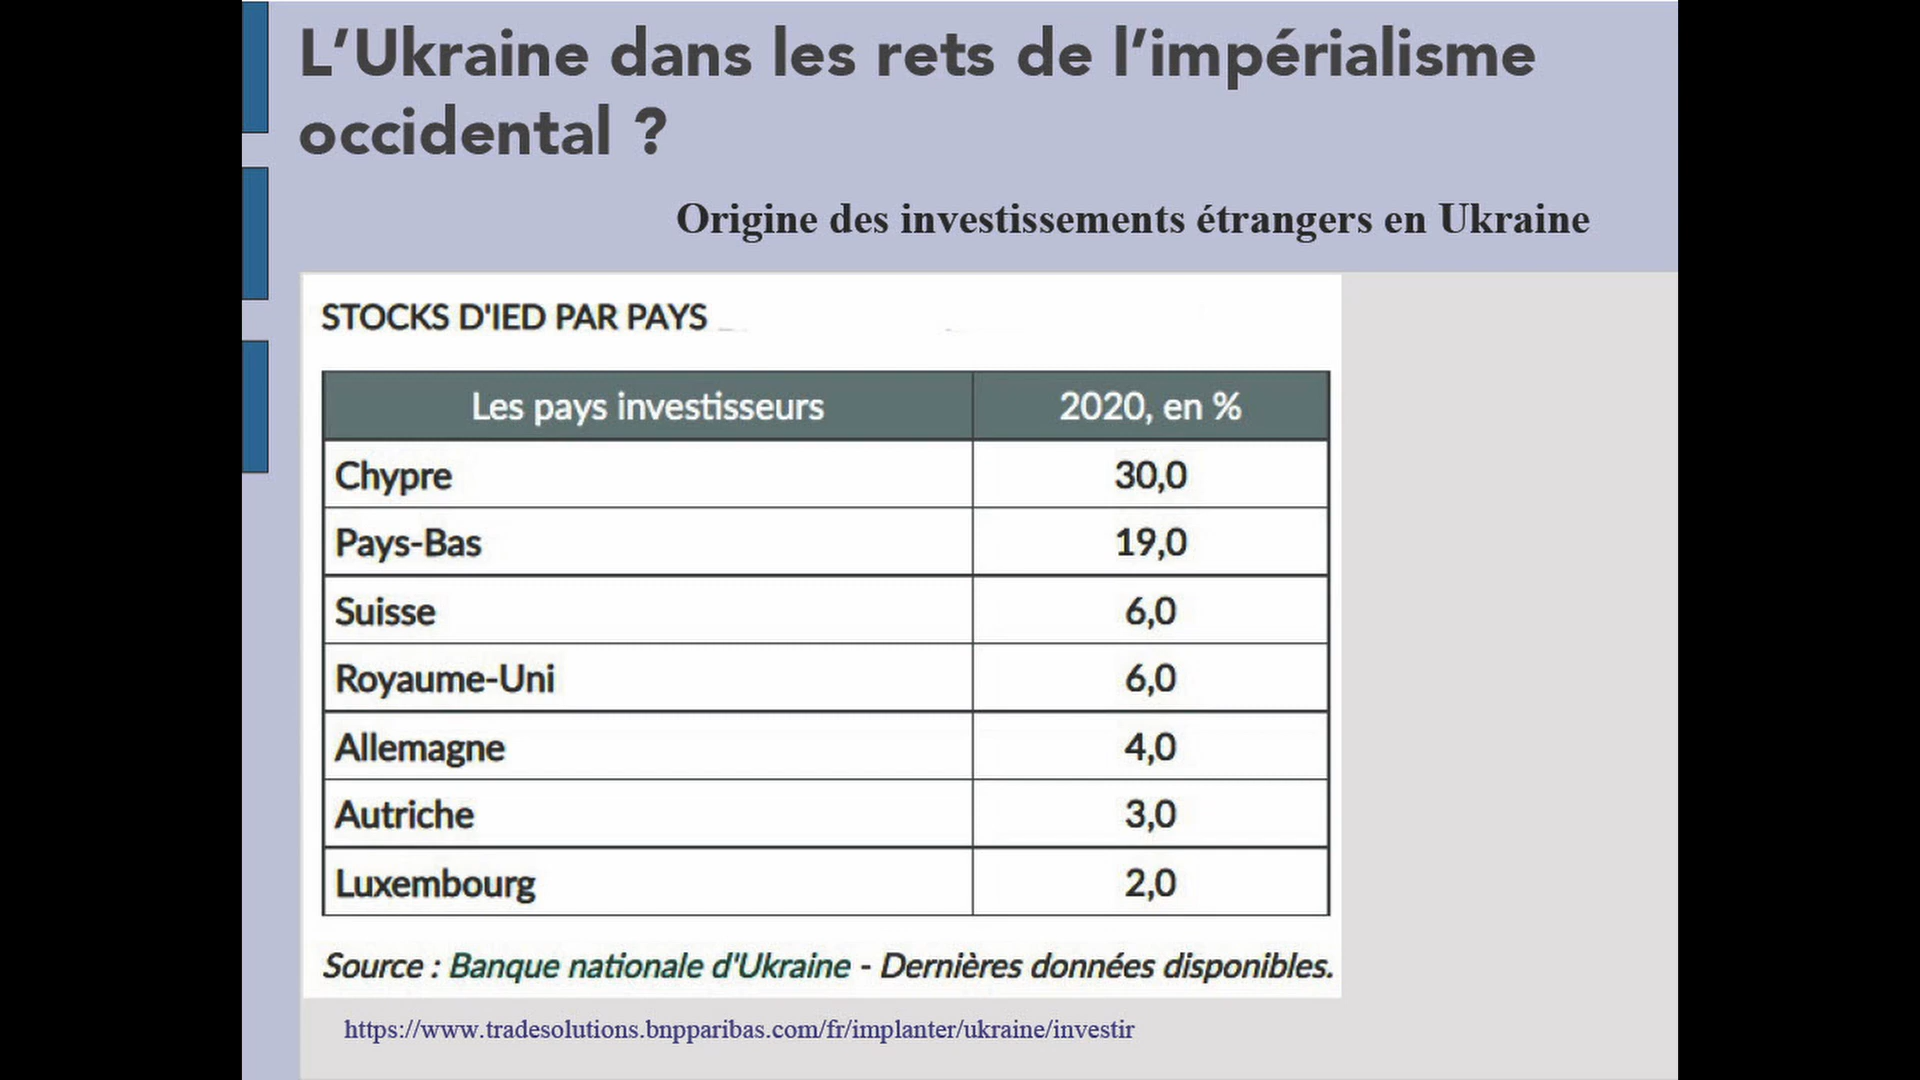 L’Ukraine dans les rets de l’impérialisme
occidental ?
Origine des investissements étrangers en Ukraine
STOCKS D'IED PAR PAYS
Les pays investisseurs 2020, en %
Chypre 30,0
Pays-Bas 19,0
Suisse 6,0
Royaume-Uni 6,0
Allemagne 4,0
Autriche 3,0
Luxembourg 2,0
Source : Banque nationale d'Ukraine - Dernières données disponibles.
https://www.tradesolutions.bnpparibas.com/fr/implanter/ukraine/investir